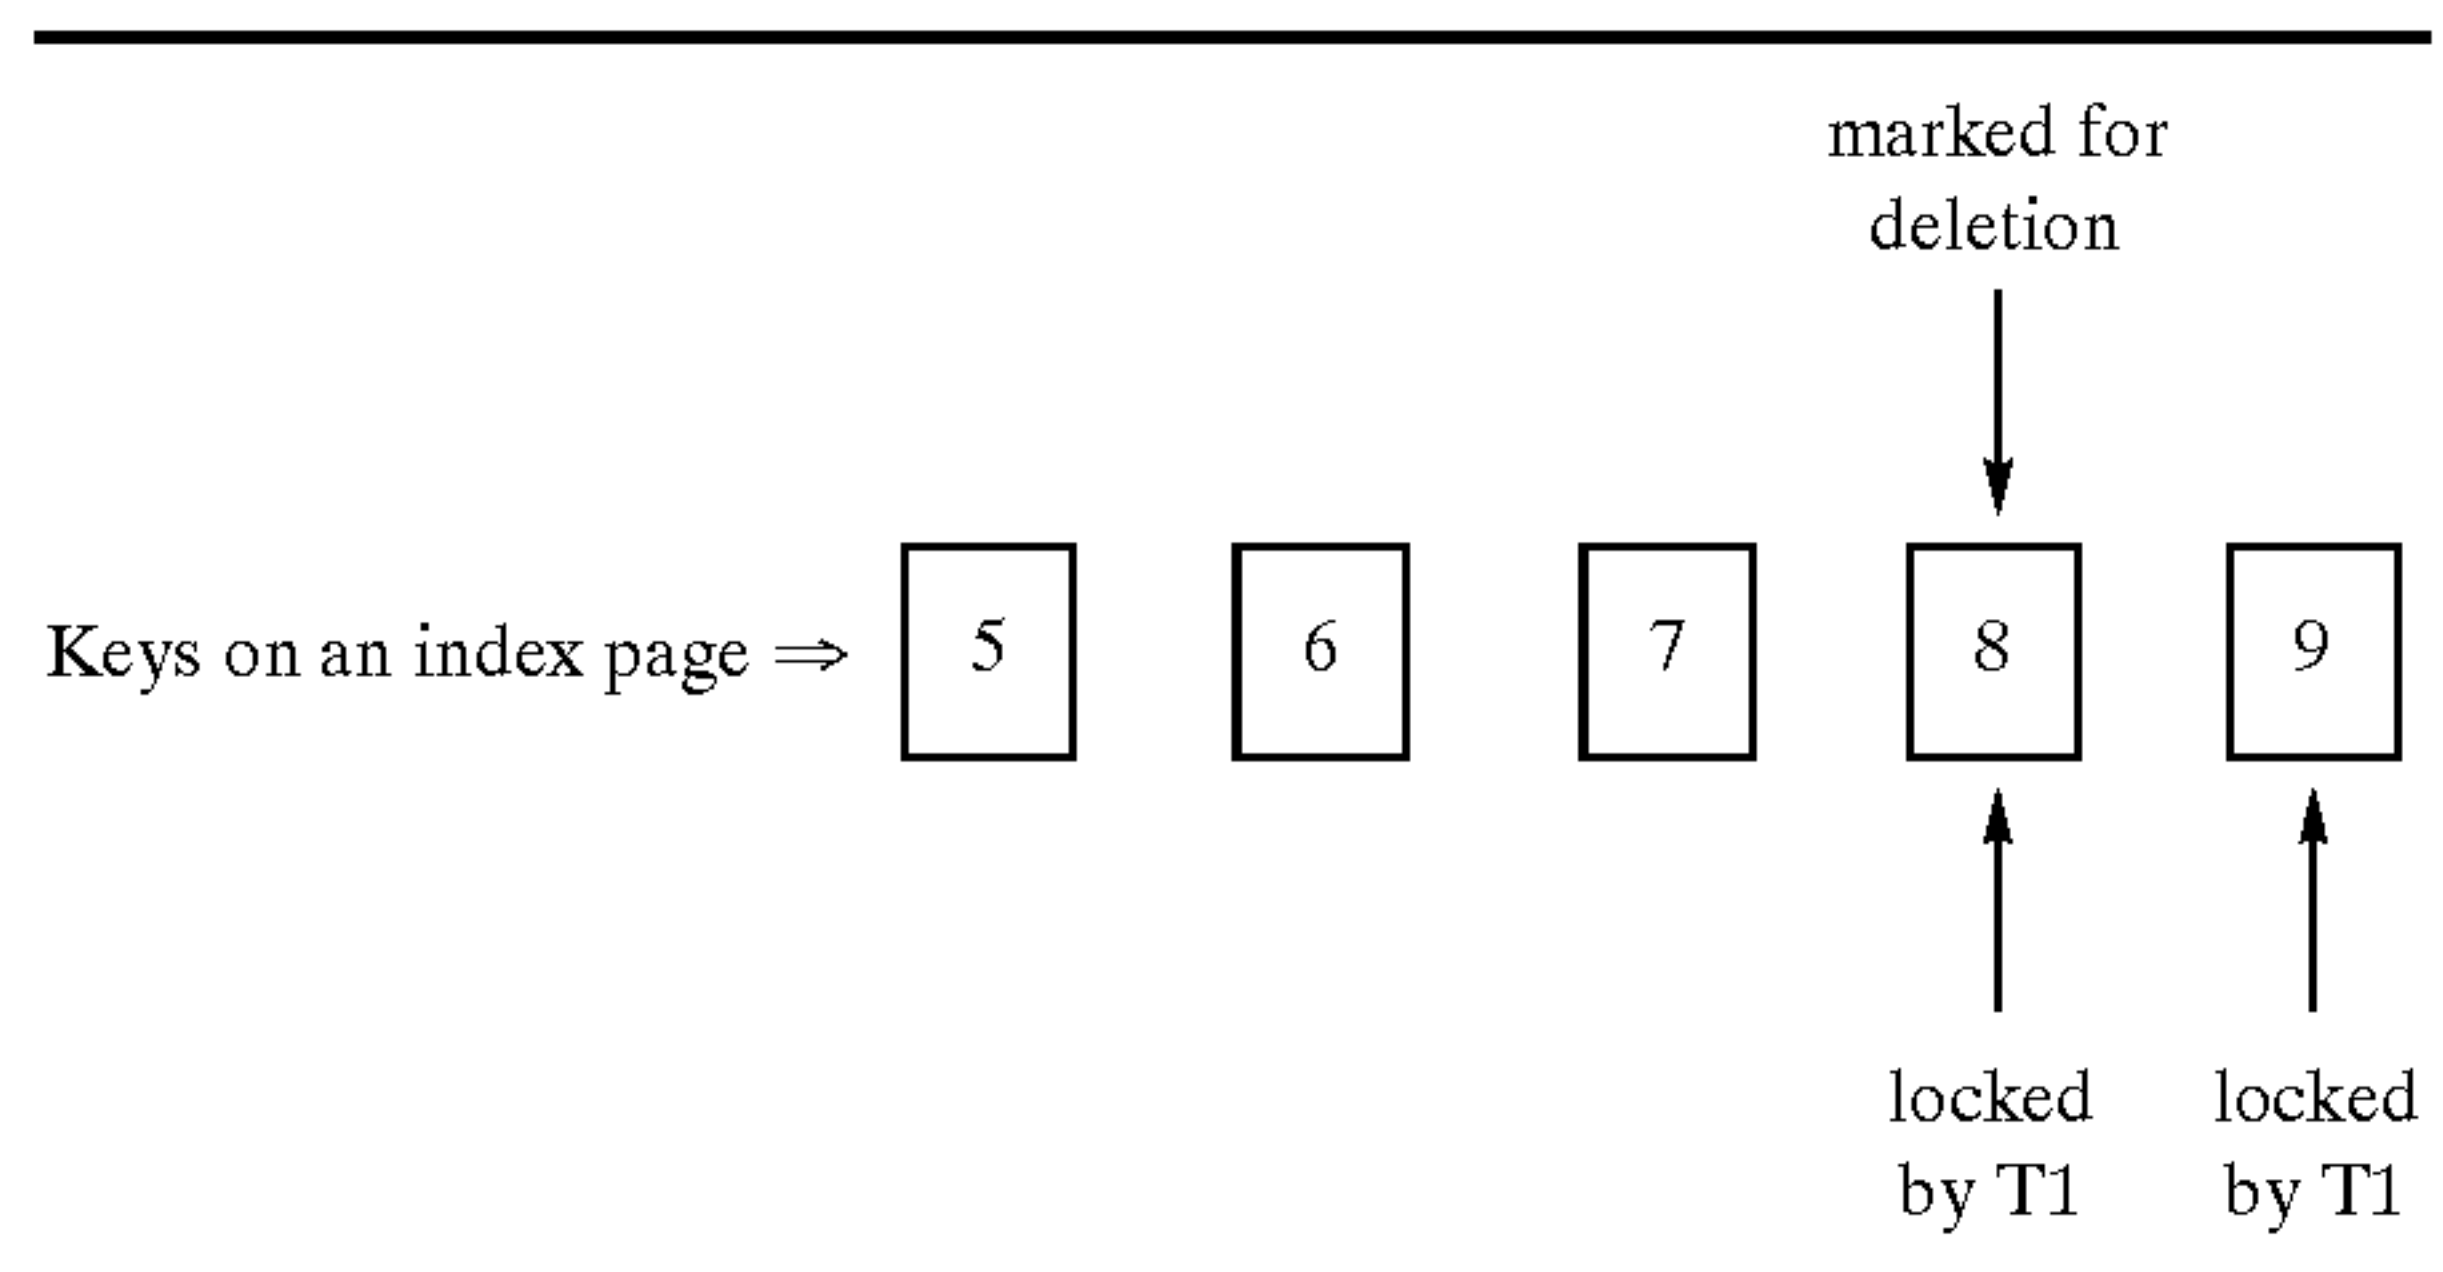 marked for
deletion
Keys on an index page ⇒ 5 6 7 8 9
locked
by T1
locked
by T1